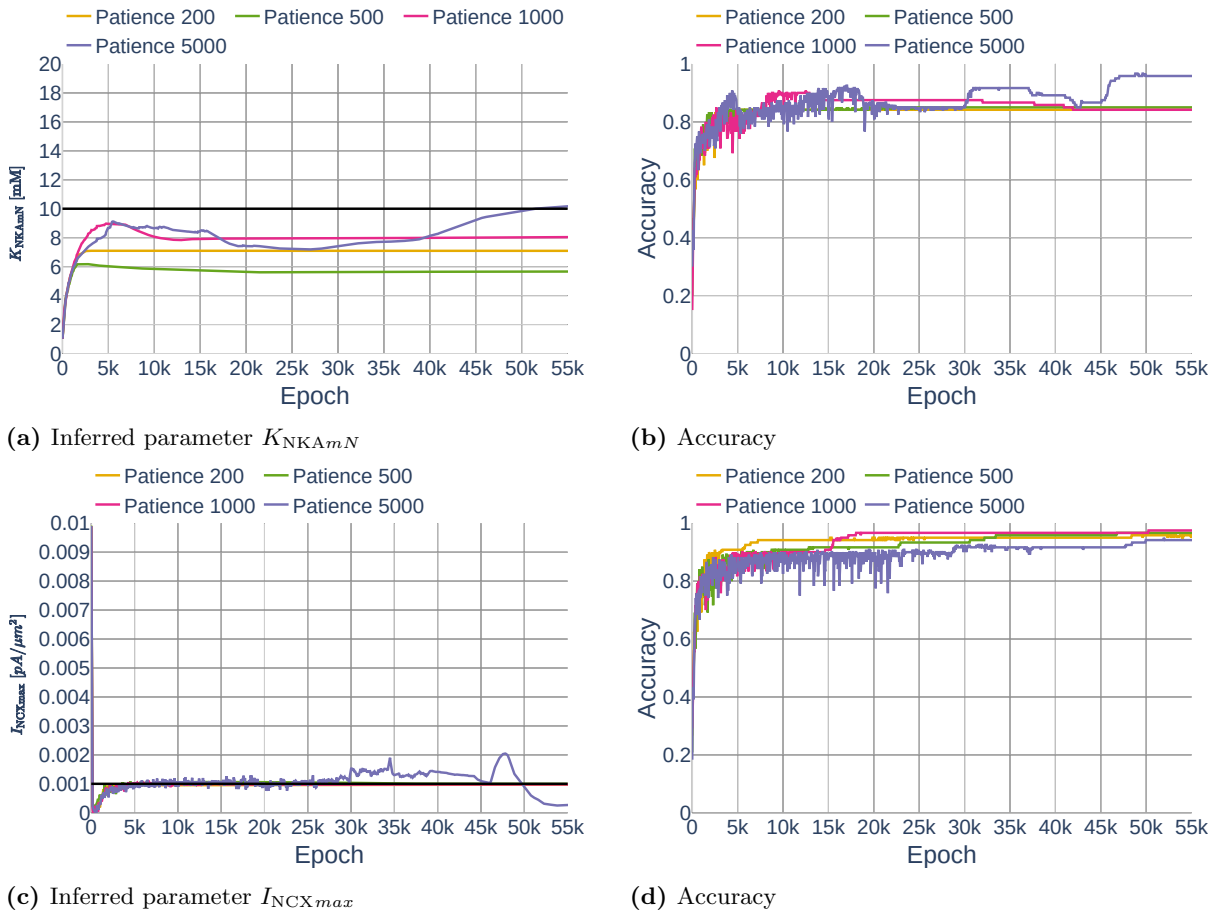 Patience 200 Patience 500 Patience 1000
Patience 5000
20
18
16
14
12
10
8
6
4
2
0
K_NKAmN [mM]
0 5k 10k 15k 20k 25k 30k 35k 40k 45k 50k 55k
Epoch
(a) Inferred parameter K_NKAmN
Patience 200 Patience 500
Patience 1000 Patience 5000
1
0.8
0.6
0.4
0.2
0
Accuracy
0 5k 10k 15k 20k 25k 30k 35k 40k 45k 50k 55k
Epoch
(b) Accuracy
Patience 200 Patience 500
Patience 1000 Patience 5000
0.01
0.009
0.008
0.007
0.006
0.005
0.004
0.003
0.002
0.001
0
I_NCXmax [pA/μm²]
0 5k 10k 15k 20k 25k 30k 35k 40k 45k 50k 55k
Epoch
(c) Inferred parameter I_NCXmax
Patience 200 Patience 500
Patience 1000 Patience 5000
1
0.8
0.6
0.4
0.2
0
Accuracy
0 5k 10k 15k 20k 25k 30k 35k 40k 45k 50k 55k
Epoch
(d) Accuracy